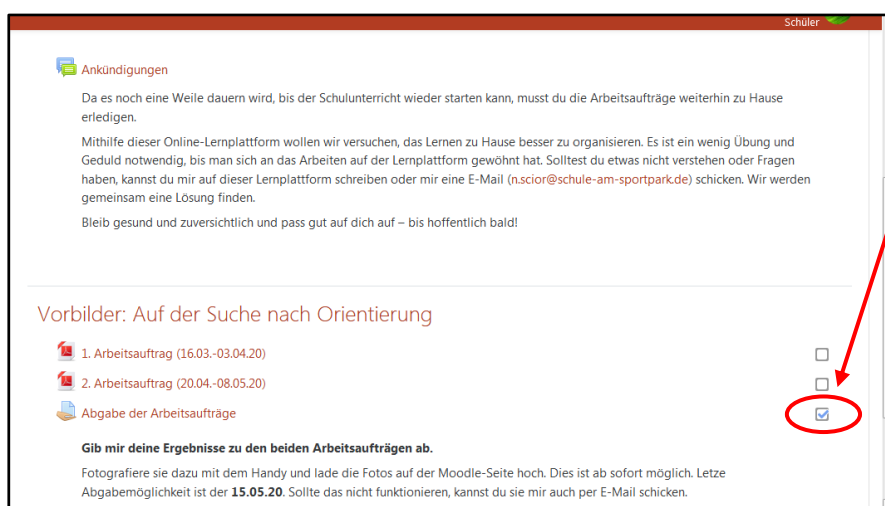 Schüler
Ankündigungen
Da es noch eine Weile dauern wird, bis der Schulunterricht wieder starten kann, musst du die Arbeitsaufträge weiterhin zu Hause
erledigen.
Mithilfe dieser Online-Lernplattform wollen wir versuchen, das Lernen zu Hause besser zu organisieren. Es ist ein wenig Übung und
Geduld notwendig, bis man sich an das Arbeiten auf der Lernplattform gewöhnt hat. Solltest du etwas nicht verstehen oder Fragen
haben, kannst du mir auf dieser Lernplattform schreiben oder mir eine E-Mail (n.scior@schule-am-sportpark.de) schicken. Wir werden
gemeinsam eine Lösung finden.
Bleib gesund und zuversichtlich und pass gut auf dich auf – bis hoffentlich bald!
Vorbilder: Auf der Suche nach Orientierung
1. Arbeitsauftrag (16.03.-03.04.20)
2. Arbeitsauftrag (20.04.-08.05.20)
Abgabe der Arbeitsaufträge
Gib mir deine Ergebnisse zu den beiden Arbeitsaufträgen ab.
Fotografiere sie dazu mit dem Handy und lade die Fotos auf der Moodle-Seite hoch. Dies ist ab sofort möglich. Letze
Abgabemöglichkeit ist der 15.05.20. Sollte das nicht funktionieren, kannst du sie mir auch per E-Mail schicken.